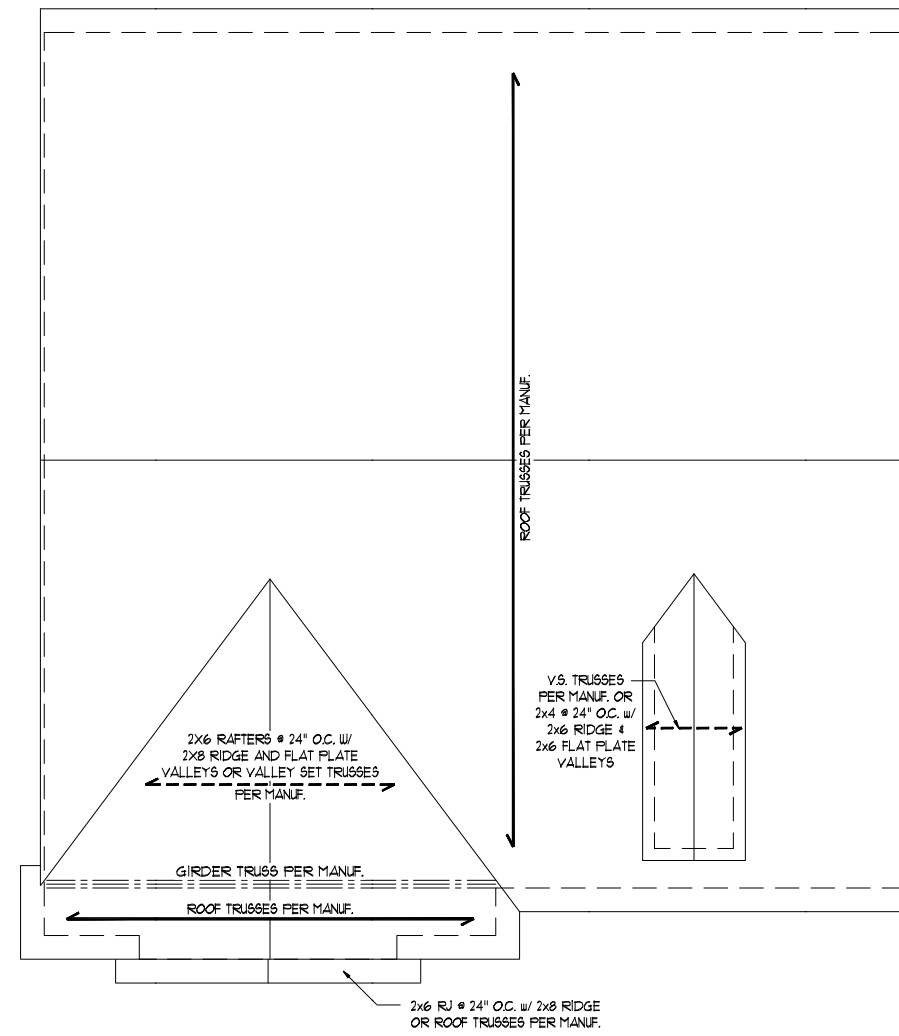 ROOF TRUSSES PER MANUF.
V.S. TRUSSES
PER MANUF. OR
2x4 @ 24" O.C. w/
2x6 RIDGE &
2x6 FLAT PLATE
VALLEYS
2X6 RAFTERS @ 24" O.C. W/
2X8 RIDGE AND FLAT PLATE
VALLEYS OR VALLEY SET TRUSSES
PER MANUF.
GIRDER TRUSS PER MANUF.
ROOF TRUSSES PER MANUF.
2x6 RJ @ 24" O.C. w/ 2x8 RIDGE
OR ROOF TRUSSES PER MANUF.